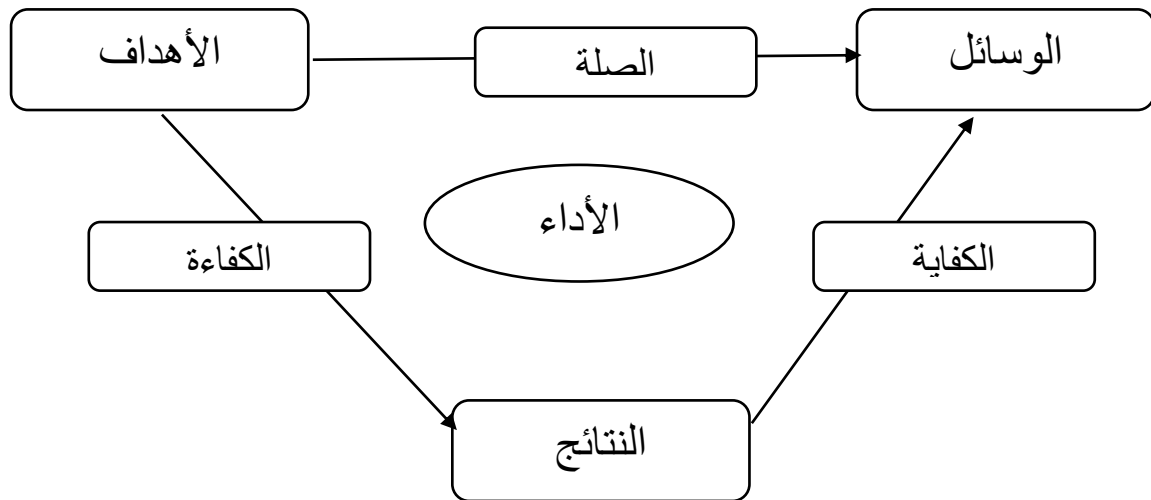 الأهداف
الصلة
الوسائل
الأداء
الكفاءة
الكفاية
النتائج